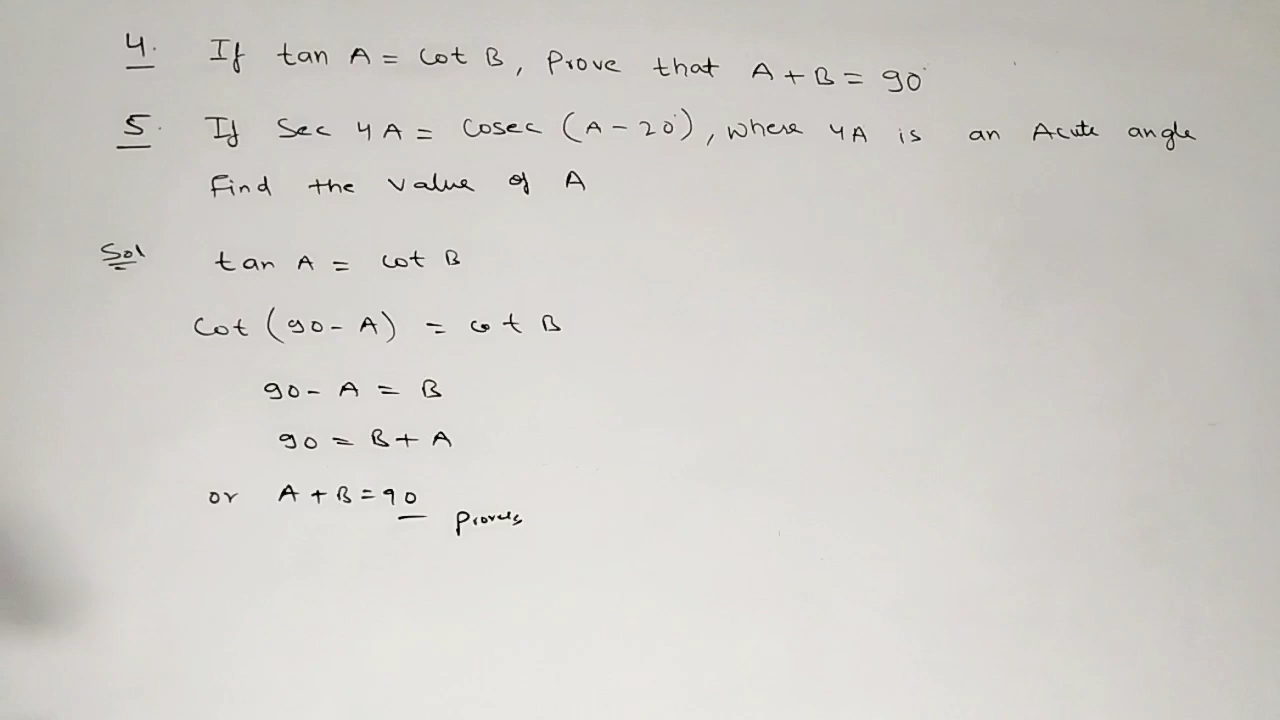 4. If tan A = cot B, Prove that A + B = 90°
5. If Sec 4A = Cosec (A - 20°), where 4A is an Acute angle
Find the value of A
Sol tan A = cot B
Cot (90 - A) = cot B
90 - A = B
90 = B + A
or A + B = 90